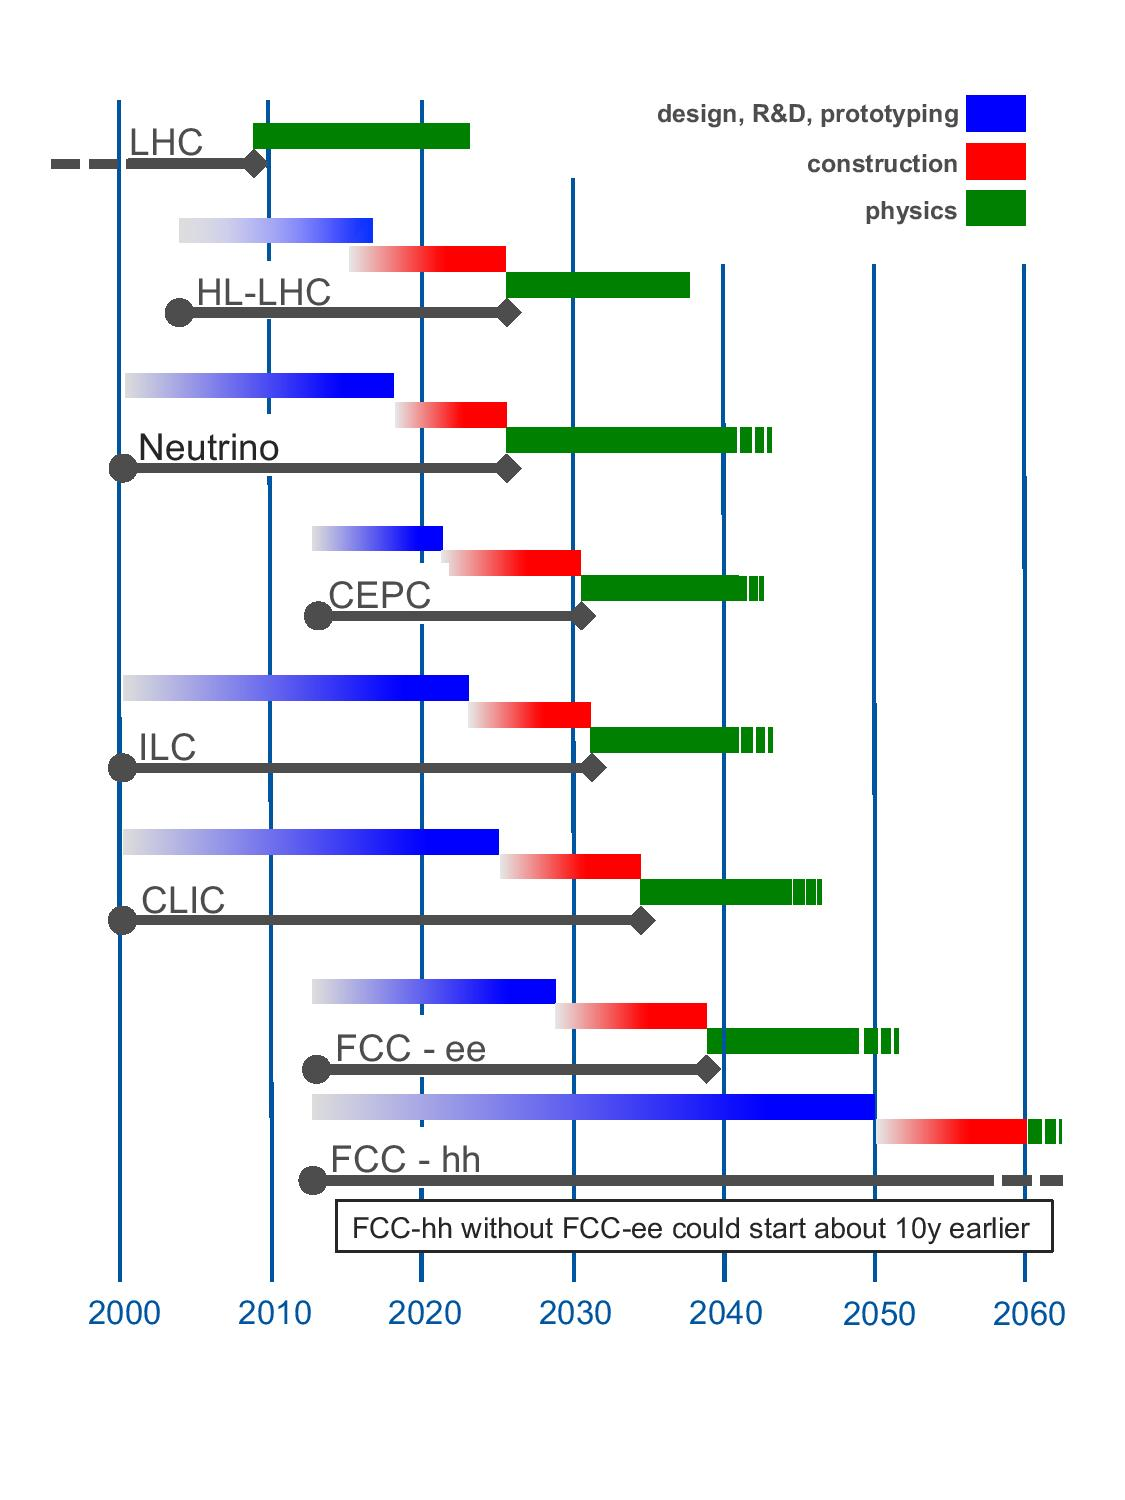 design, R&D, prototyping
construction
physics
LHC
HL-LHC
Neutrino
CEPC
ILC
CLIC
FCC - ee
FCC - hh
FCC-hh without FCC-ee could start about 10y earlier
2000 2010 2020 2030 2040 2050 2060